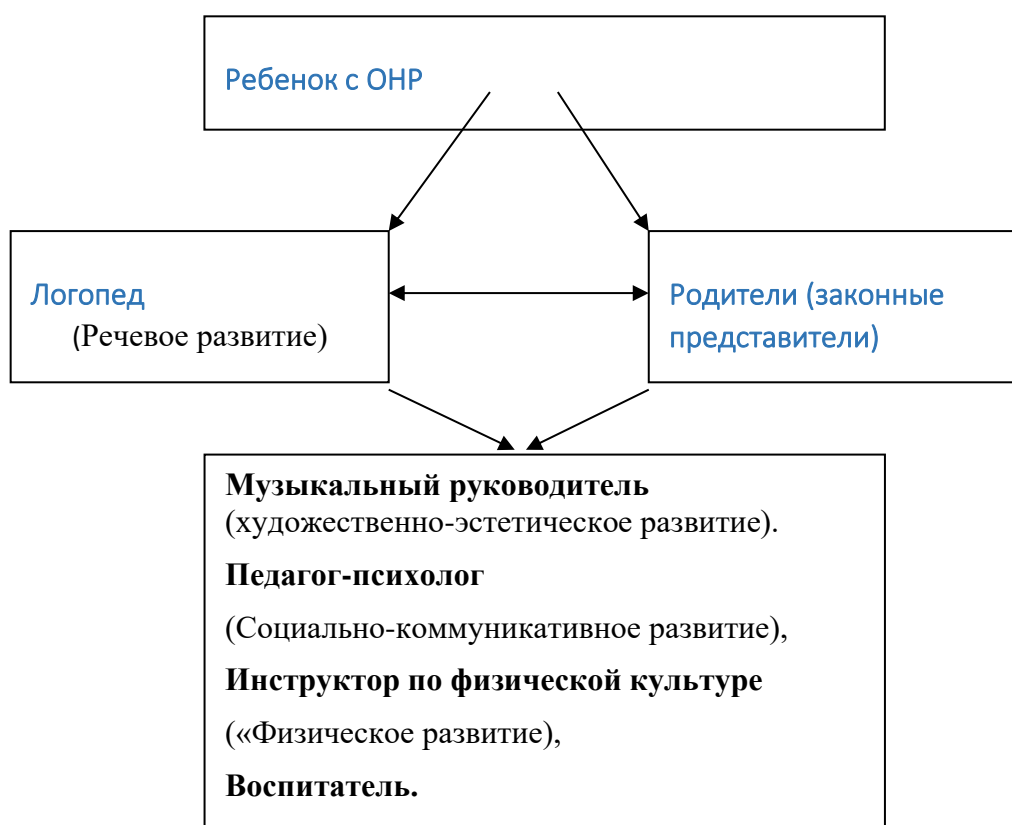 Ребенок с ОНР
Логопед
(Речевое развитие)
Родители (законные
представители)
Музыкальный руководитель
(художественно-эстетическое развитие).
Педагог-психолог
(Социально-коммуникативное развитие),
Инструктор по физической культуре
(«Физическое развитие),
Воспитатель.